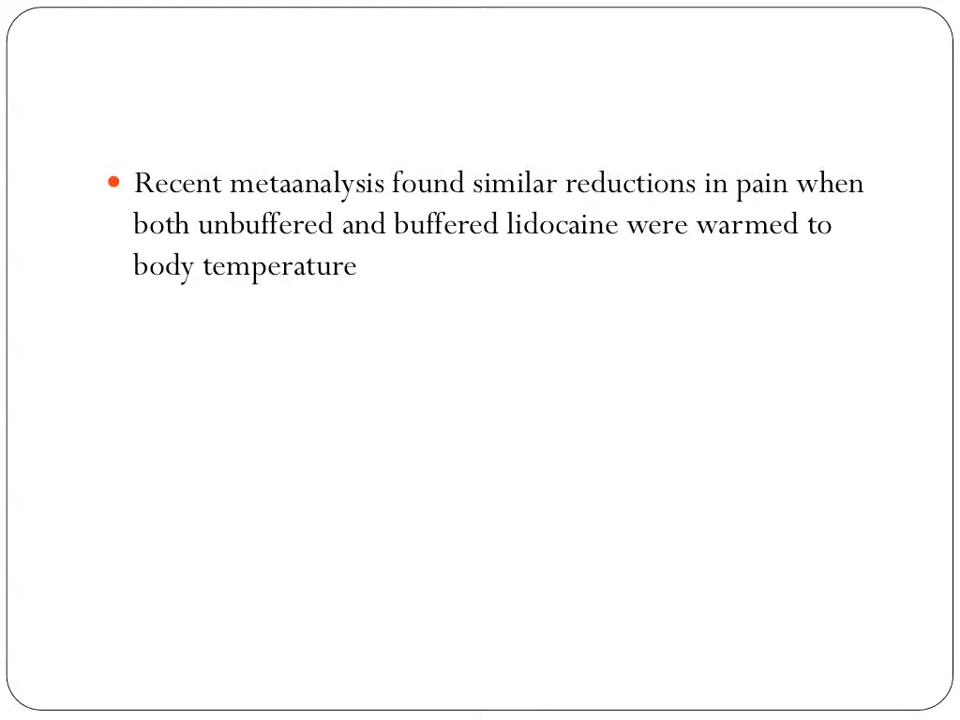 • Recent metaanalysis found similar reductions in pain when
both unbuffered and buffered lidocaine were warmed to
body temperature